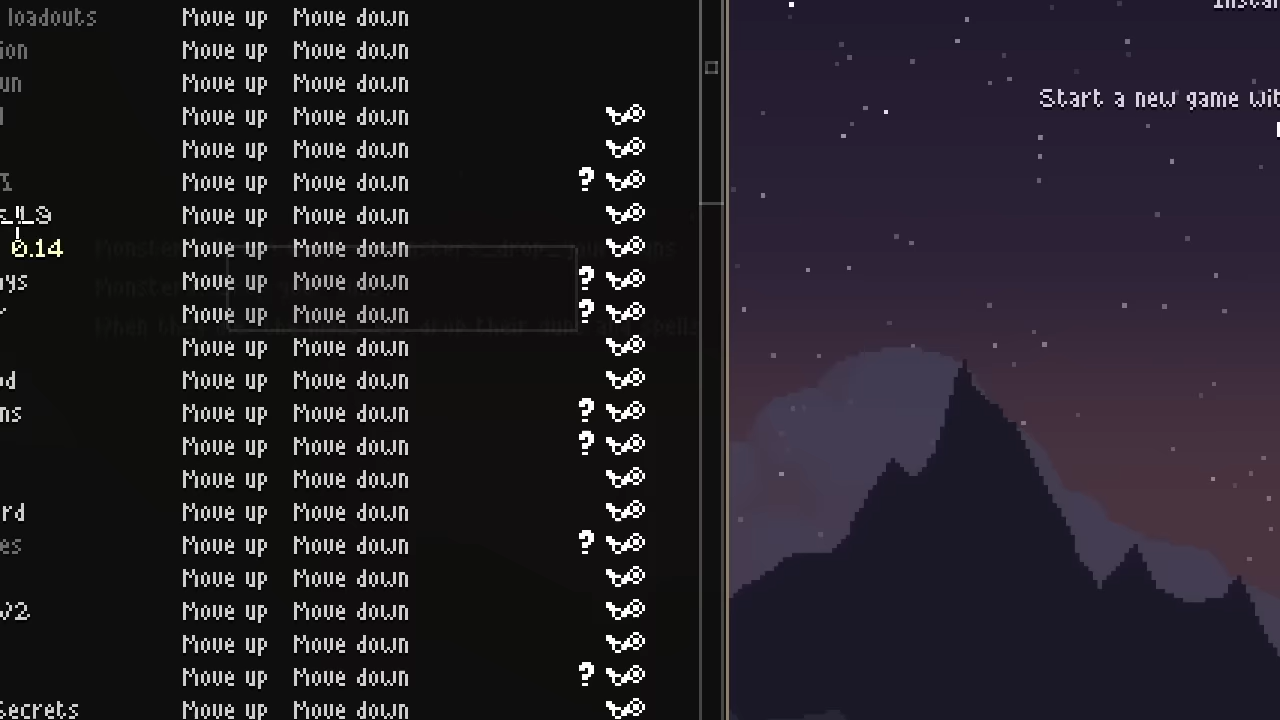 loadouts Move up Move down
ion Move up Move down
un Move up Move down
Start a new game wit
Move up Move down
Move up Move down
Move up Move down ?
Move up Move down
0.14 Move up Move down
ys Move up Move down ?
r Move up Move down ?
Move up Move down
od Move up Move down
ns Move up Move down ?
Move up Move down ?
Move up Move down
rd Move up Move down
es Move up Move down ?
Move up Move down
V2 Move up Move down
Move up Move down
Move up Move down ?
Secrets Move up Move down